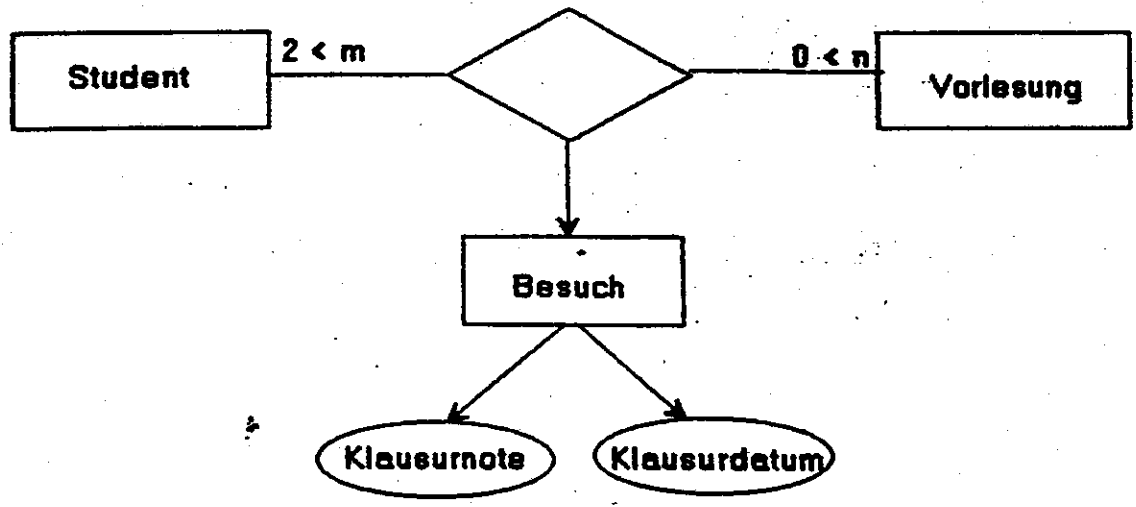 Student
2 < m
0 < n
Vorlesung
Besuch
Klausurnote
Klausurdatum